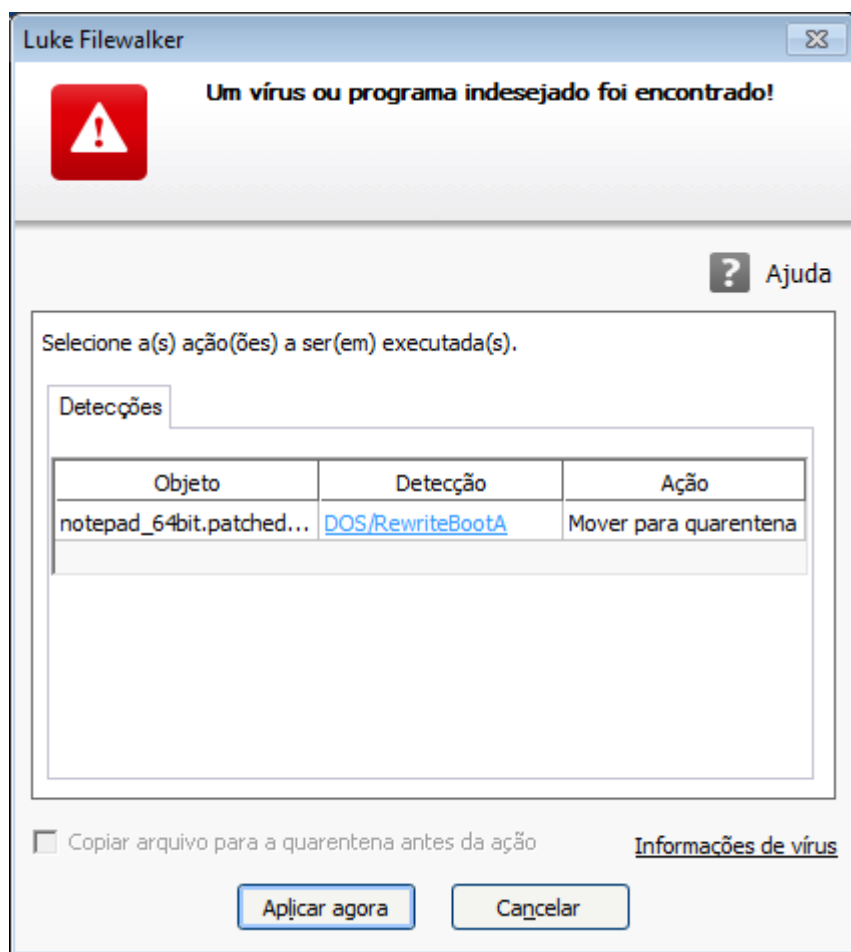 Luke Filewalker
Um vírus ou programa indesejado foi encontrado!
Ajuda
Selecione a(s) ação(ões) a ser(em) executada(s).
Detecções
Objeto Detecção Ação
notepad_64bit.patched... DOS/RewriteBootA Mover para quarentena
Copiar arquivo para a quarentena antes da ação Informações de vírus
Aplicar agora Cancelar